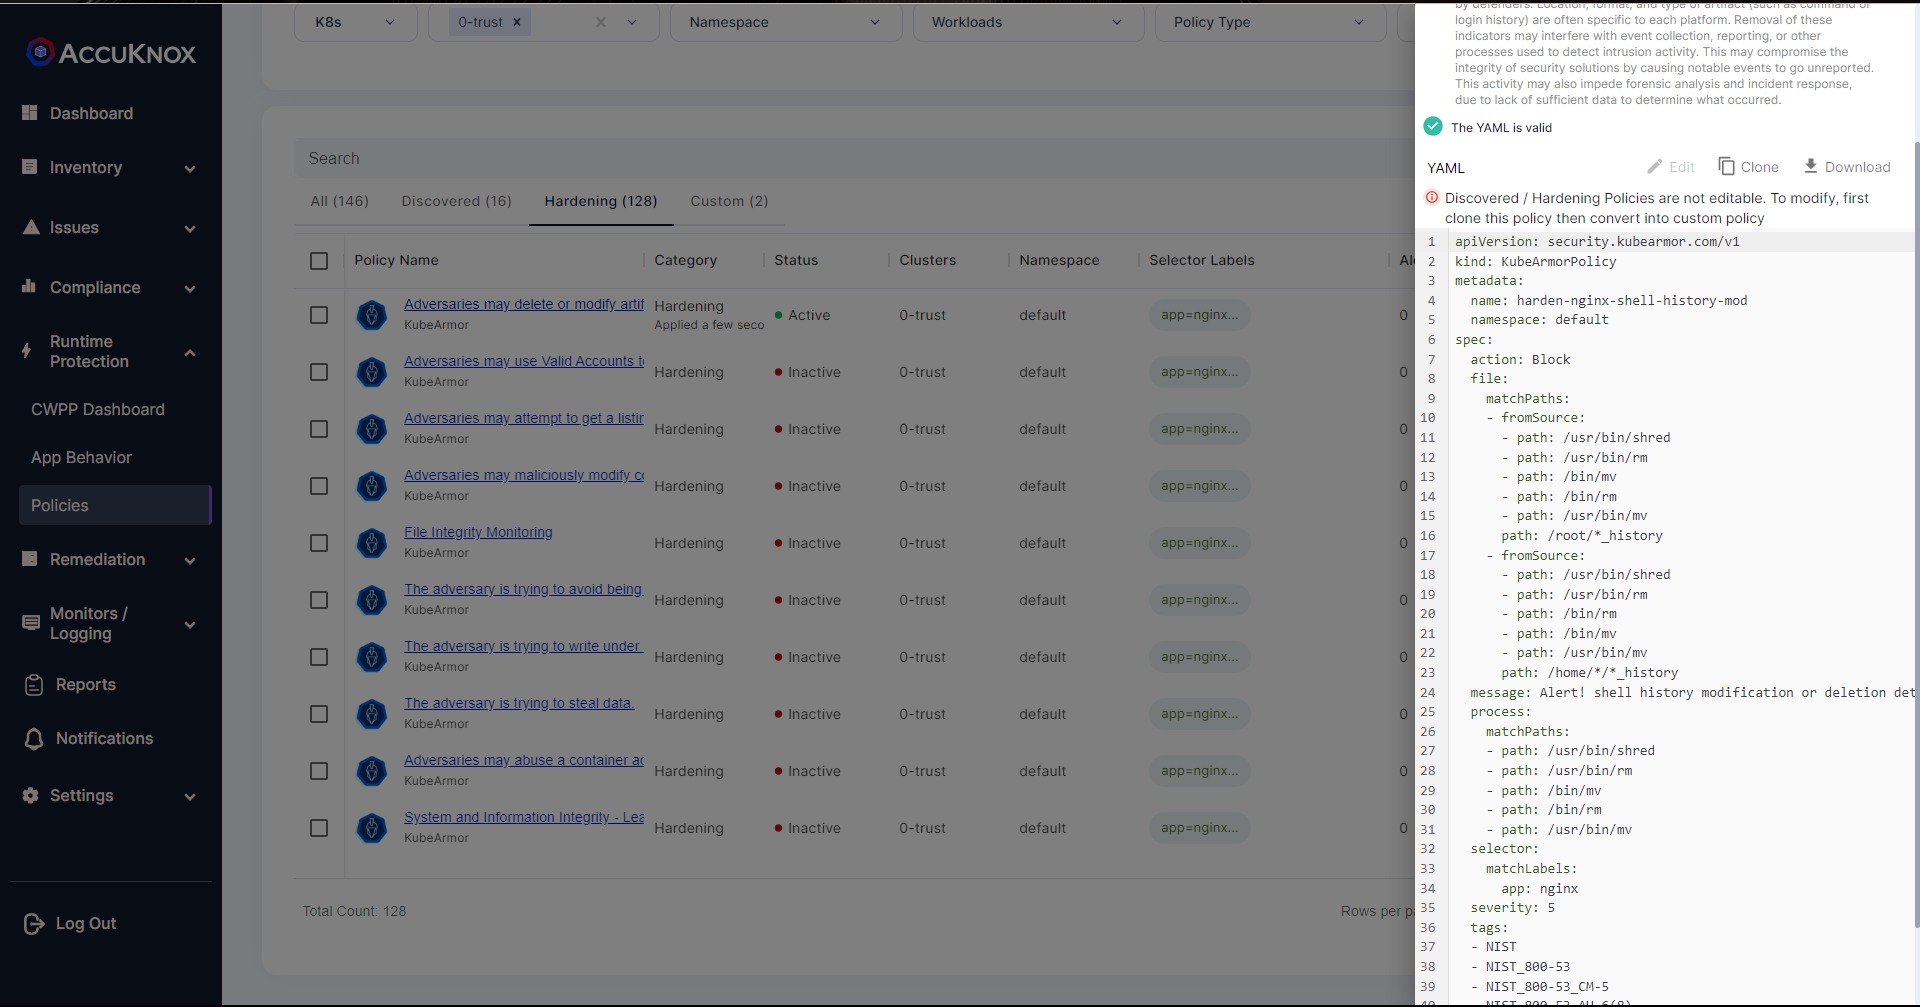 ACCUKNOX
Dashboard
Inventory
Issues
Compliance
Runtime
Protection
CWPP Dashboard
App Behavior
Policies
Remediation
Monitors /
Logging
Reports
Notifications
Settings
Log Out
K8s
0-trust ×
Namespace
Workloads
Policy Type
Search
All (146) Discovered (16) Hardening (128) Custom (2)
Policy Name Category Status Clusters Namespace Selector Labels Al
Adversaries may delete or modify artif
KubeArmor
Hardening
Applied a few seco
Active 0-trust default app=nginx... 0
Adversaries may use Valid Accounts t
KubeArmor
Hardening Inactive 0-trust default app=nginx... 0
Adversaries may attempt to get a listin
KubeArmor
Hardening Inactive 0-trust default app=nginx... 0
Adversaries may maliciously modify c
KubeArmor
Hardening Inactive 0-trust default app=nginx... 0
File Integrity Monitoring
KubeArmor
Hardening Inactive 0-trust default app=nginx... 0
The adversary is trying to avoid being
KubeArmor
Hardening Inactive 0-trust default app=nginx... 0
The adversary is trying to write under
KubeArmor
Hardening Inactive 0-trust default app=nginx... 0
The adversary is trying to steal data.
KubeArmor
Hardening Inactive 0-trust default app=nginx... 0
Adversaries may abuse a container ac
KubeArmor
Hardening Inactive 0-trust default app=nginx... 0
System and Information Integrity - Lea
KubeArmor
Hardening Inactive 0-trust default app=nginx... 0
Total Count: 128
Rows per pa
by defenders. Location, format, and type of artifact (such as command or
login history) are often specific to each platform. Removal of these
indicators may interfere with event collection, reporting, or other
processes used to detect intrusion activity. This may compromise the
integrity of security solutions by causing notable events to go unreported.
This activity may also impede forensic analysis and incident response,
due to lack of sufficient data to determine what occurred.
The YAML is valid
YAML
Edit Clone Download
Discovered / Hardening Policies are not editable. To modify, first
clone this policy then convert into custom policy
1 apiVersion: security.kubearmor.com/v1
2 kind: KubeArmorPolicy
3 metadata:
4 name: harden-nginx-shell-history-mod
5 namespace: default
6 spec:
7 action: Block
8 file:
9 matchPaths:
10 - fromSource:
11 - path: /usr/bin/shred
12 - path: /usr/bin/rm
13 - path: /bin/mv
14 - path: /bin/rm
15 - path: /usr/bin/mv
16 path: /root/*_history
17 - fromSource:
18 - path: /usr/bin/shred
19 - path: /usr/bin/rm
20 - path: /bin/rm
21 - path: /bin/mv
22 - path: /usr/bin/mv
23 path: /home/*/*_history
24 message: Alert! shell history modification or deletion det
25 process:
26 matchPaths:
27 - path: /usr/bin/shred
28 - path: /usr/bin/rm
29 - path: /bin/mv
30 - path: /bin/rm
31 - path: /usr/bin/mv
32 selector:
33 matchLabels:
34 app: nginx
35 severity: 5
36 tags:
37 - NIST
38 - NIST_800-53
39 - NIST_800-53_CM-5